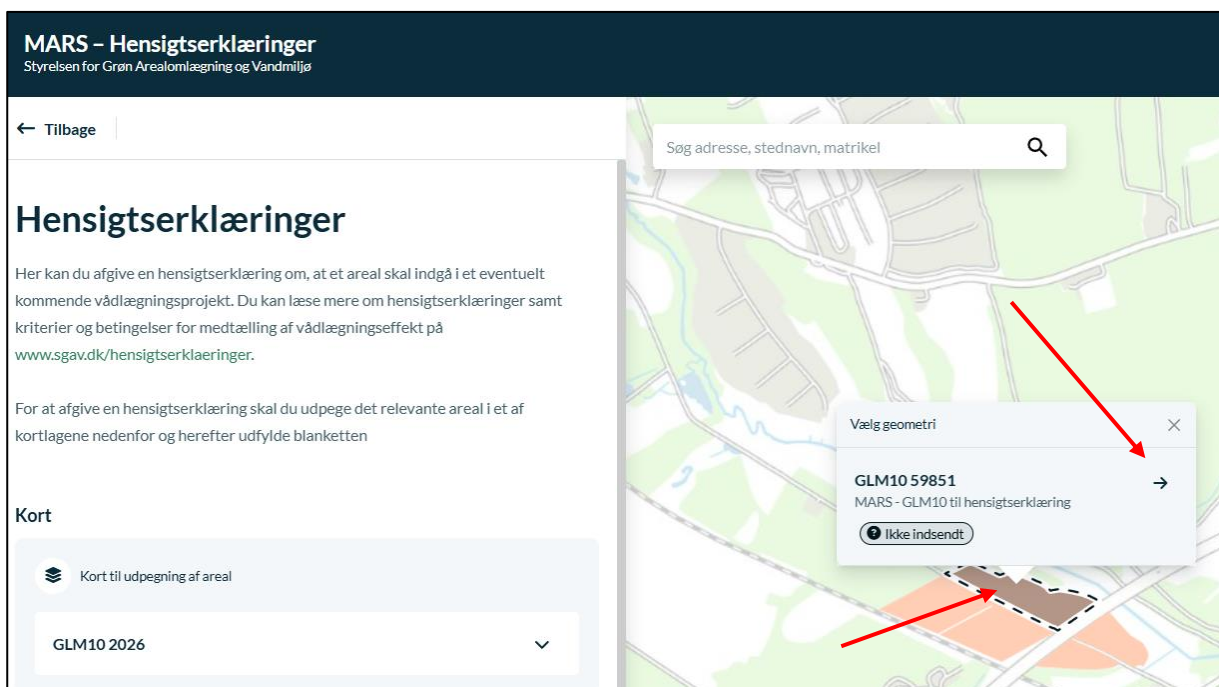 MARS – Hensigtserklæringer
Styrelsen for Grøn Arealomlægning og Vandmiljø
← Tilbage
Hensigtserklæringer
Her kan du afgive en hensigtserklæring om, at et areal skal indgå i et eventuelt
kommende vådlægningsprojekt. Du kan læse mere om hensigtserklæringer samt
kriterier og betingelser for medtælling af vådlægningseffekt på
www.sgav.dk/hensigtserklaeringer.
For at afgive en hensigtserklæring skal du udpege det relevante areal i et af
kortlagene nedenfor og herefter udfylde blanketten
Kort
Kort til udpegning af areal
GLM10 2026
Søg adresse, stednavn, matrikel
Vælg geometri
GLM10 59851
MARS - GLM10 til hensigtserklæring
Ikke indsendt